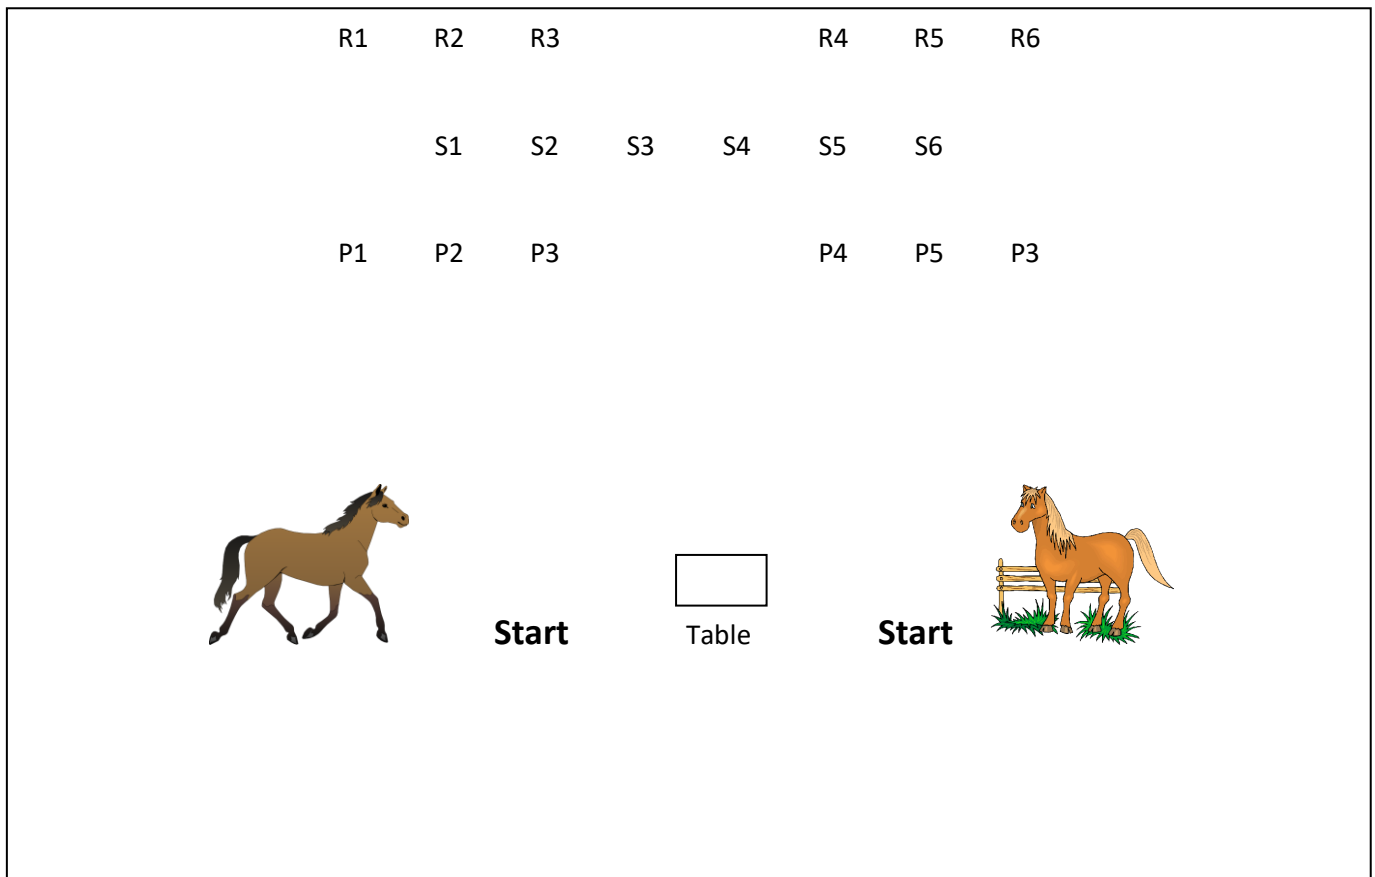 R1 R2 R3 R4 R5 R6
S1 S2 S3 S4 S5 S6
P1 P2 P3 P4 P5 P3
Start Table Start